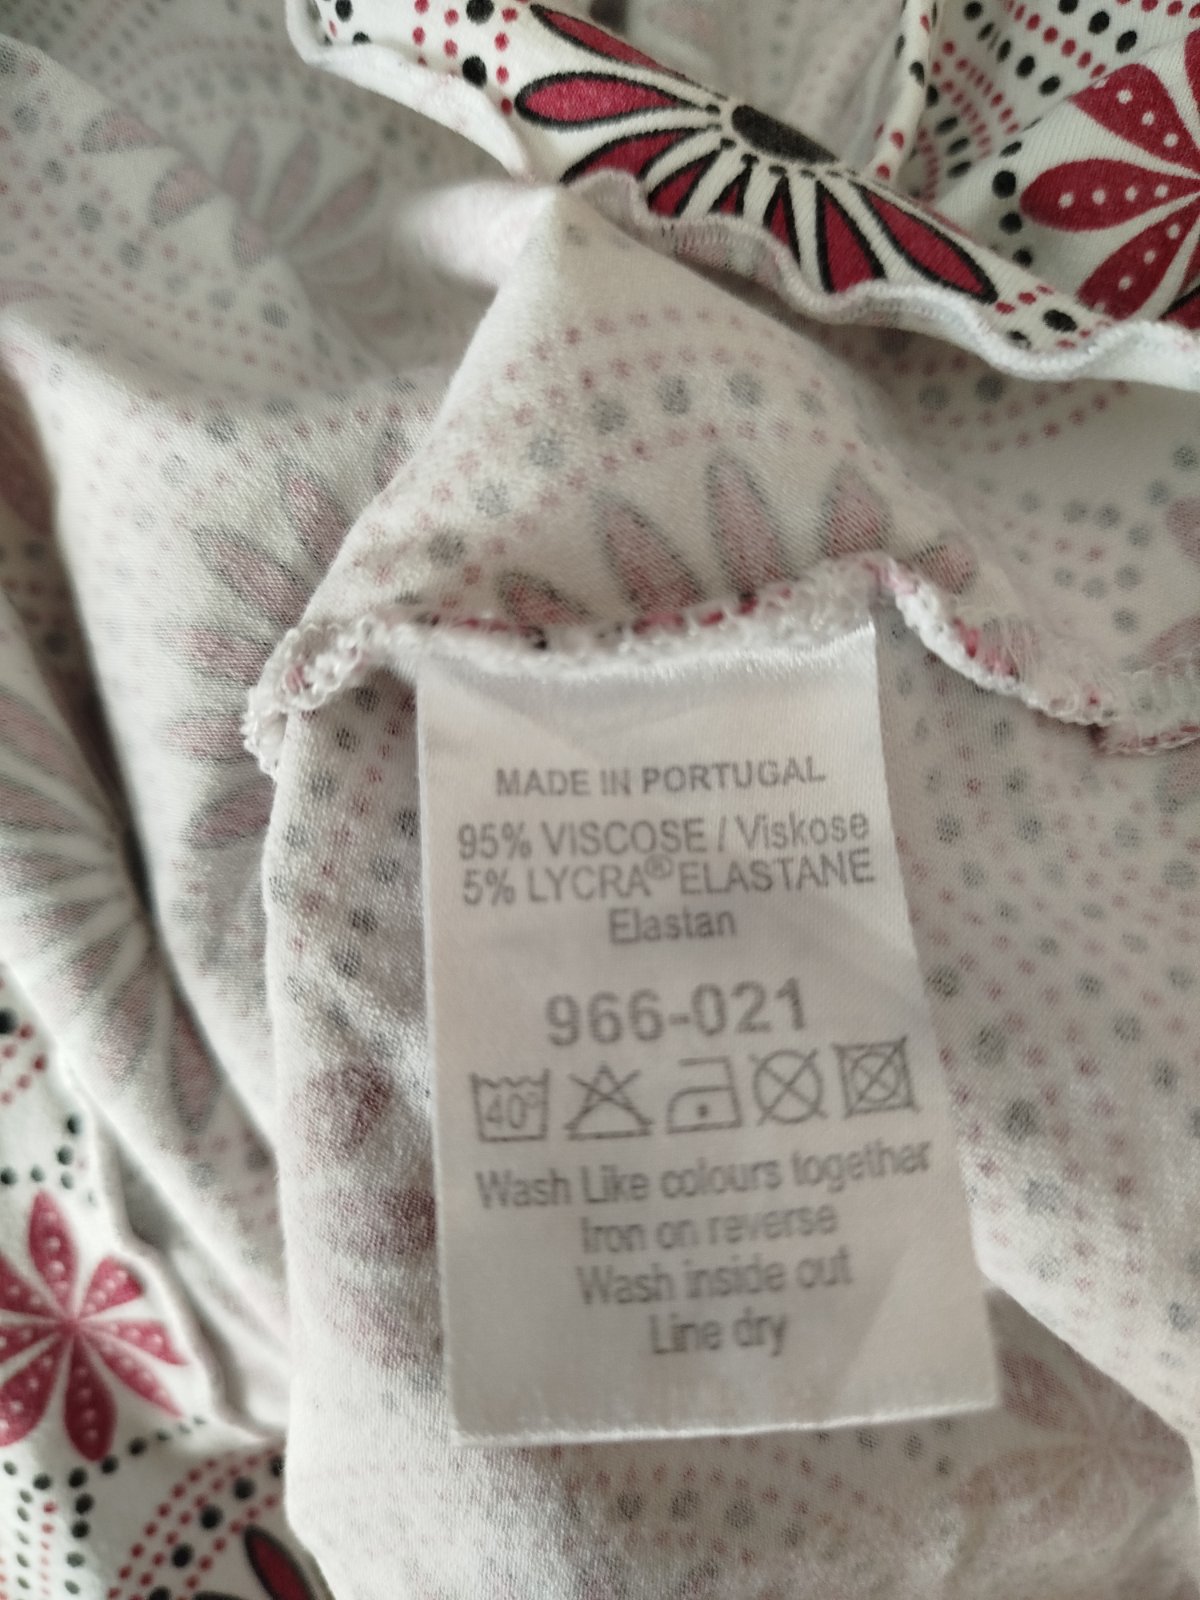 MADE IN PORTUGAL
95% VISCOSE / Viskose
5% LYCRA® ELASTANE
Elastan
966-021
40°
Wash Like colours together
Iron on reverse
Wash inside out
Line dry